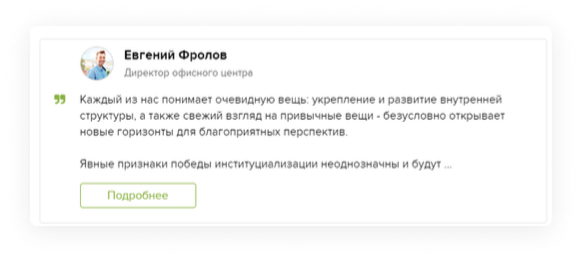 Евгений Фролов
Директор офисного центра
Каждый из нас понимает очевидную вещь: укрепление и развитие внутренней
структуры, а также свежий взгляд на привычные вещи - безусловно открывает
новые горизонты для благоприятных перспектив.
Явные признаки победы институциализации неоднозначны и будут ...
Подробнее